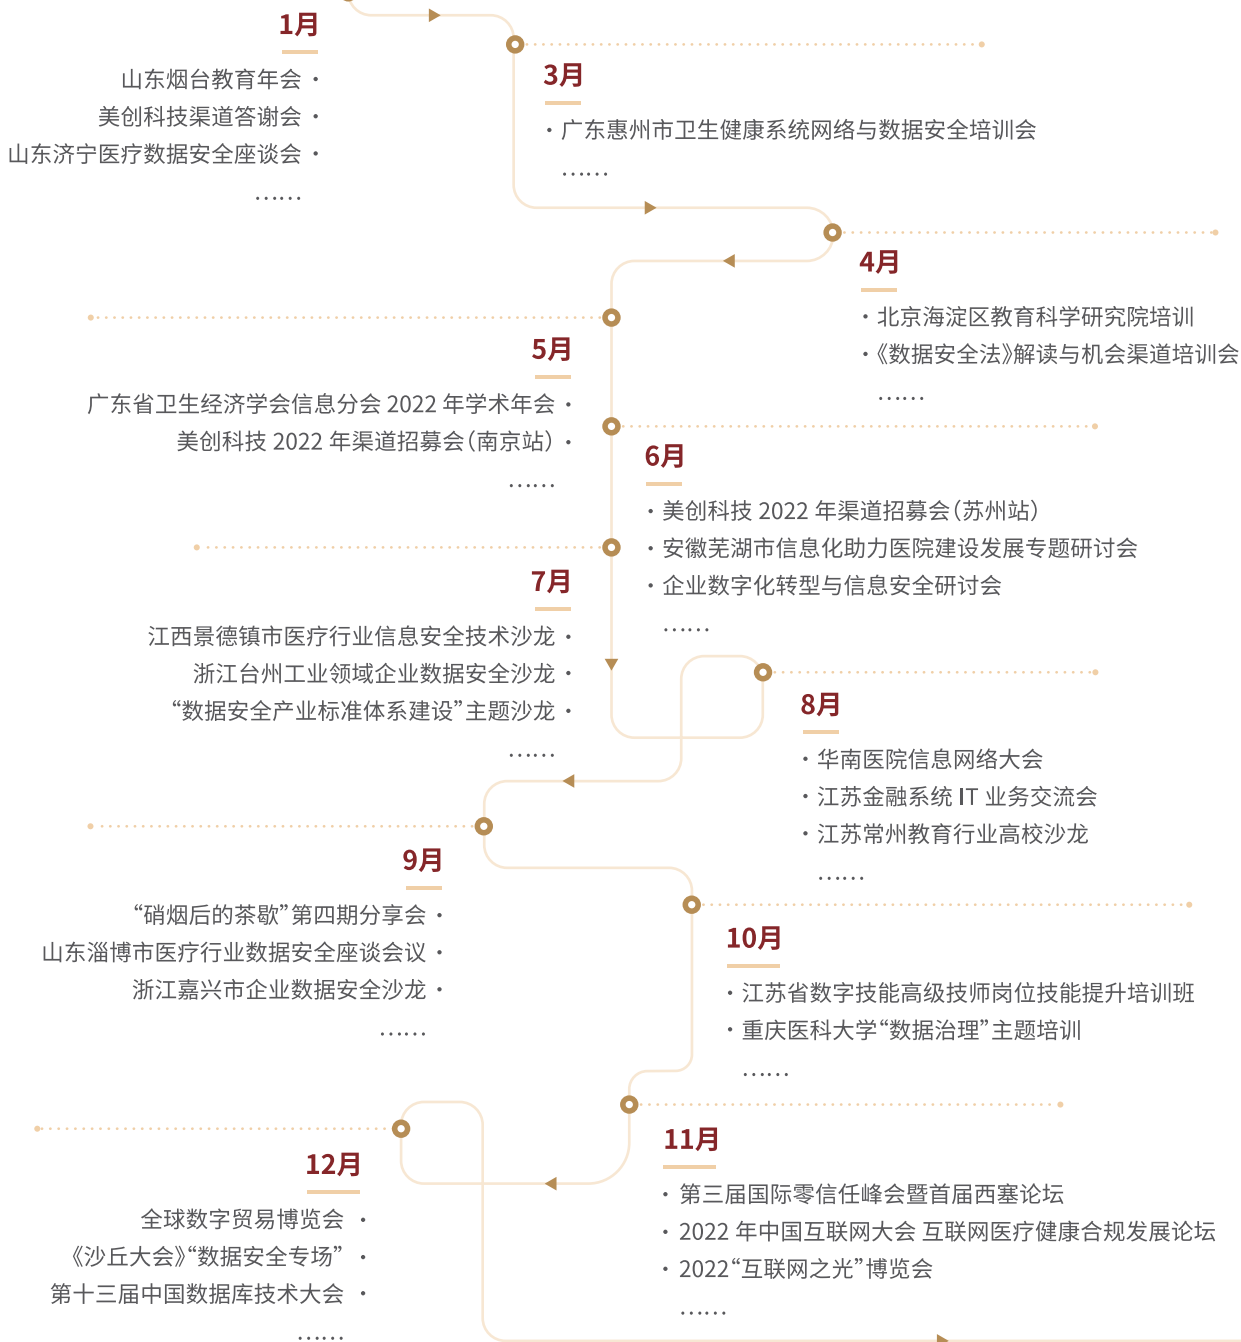 1月
山东烟台教育年会 •
美创科技渠道答谢会 •
山东济宁医疗数据安全座谈会 •
……
3月
• 广东惠州市卫生健康系统网络与数据安全培训会
……
4月
• 北京海淀区教育科学研究院培训
• 《数据安全法》解读与机会渠道培训会
……
5月
广东省卫生经济学会信息分会 2022 年学术年会 •
美创科技 2022 年渠道招募会（南京站） •
……
6月
• 美创科技 2022 年渠道招募会（苏州站）
• 安徽芜湖市信息化助力医院建设发展专题研讨会
• 企业数字化转型与信息安全研讨会
……
7月
江西景德镇市医疗行业信息安全技术沙龙 •
浙江台州工业领域企业数据安全沙龙 •
“数据安全产业标准体系建设”主题沙龙 •
……
8月
• 华南医院信息网络大会
• 江苏金融系统 IT 业务交流会
• 江苏常州教育行业高校沙龙
……
9月
“硝烟后的茶歇”第四期分享会 •
山东淄博市医疗行业数据安全座谈会议 •
浙江嘉兴市企业数据安全沙龙 •
……
10月
• 江苏省数字技能高级技师岗位技能提升培训班
• 重庆医科大学“数据治理”主题培训
……
11月
• 第三届国际零信任峰会暨首届西塞论坛
• 2022 年中国互联网大会 互联网医疗健康合规发展论坛
• 2022“互联网之光”博览会
……
12月
全球数字贸易博览会 •
《沙丘大会》“数据安全专场” •
第十三届中国数据库技术大会 •
……